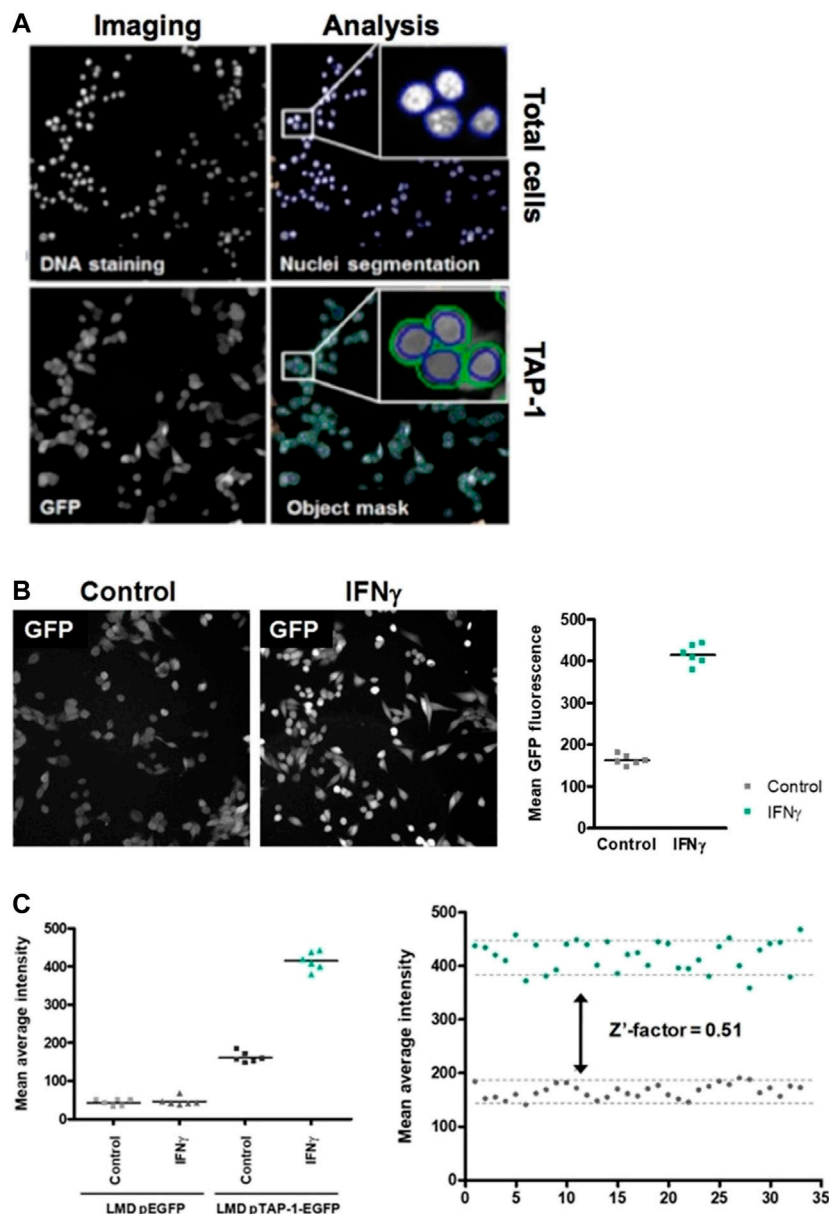 A
Imaging
Analysis
Total cells
DNA staining
Nuclei segmentation
TAP-1
GFP
Object mask
B
Control
IFNγ
GFP
GFP
Mean GFP fluorescence
500
400
300
200
100
0
Control
IFNγ
Control
IFNγ
C
Mean average intensity
500
400
300
200
100
0
Control
IFNγ
Control
IFNγ
LMD pEGFP
LMD pTAP-1-EGFP
Mean average intensity
500
400
300
200
100
0
Z'-factor = 0.51
0 5 10 15 20 25 30 35